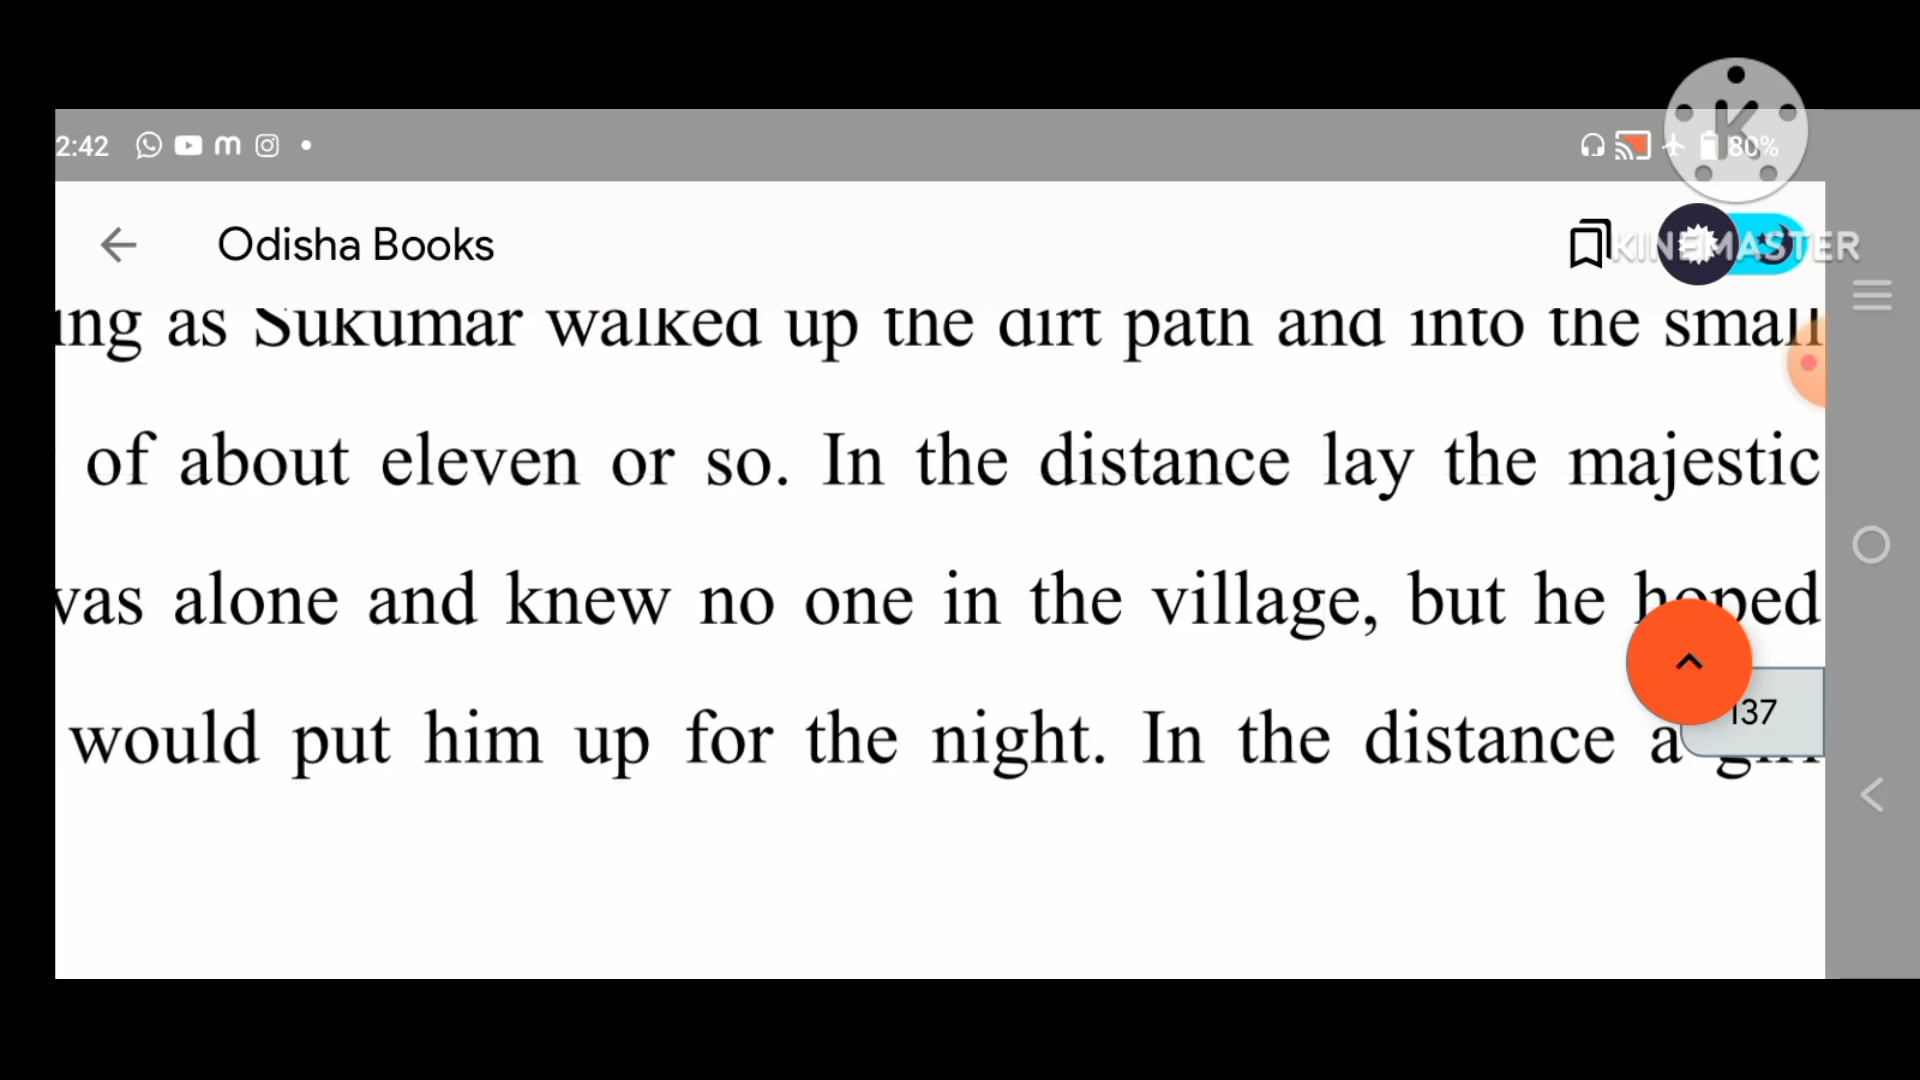 2:42 80%
KINEMASTER
Odisha Books
ing as Sukumar walked up the dirt path and into the small
of about eleven or so. In the distance lay the majestic
was alone and knew no one in the village, but he hoped
would put him up for the night. In the distance a girl
137